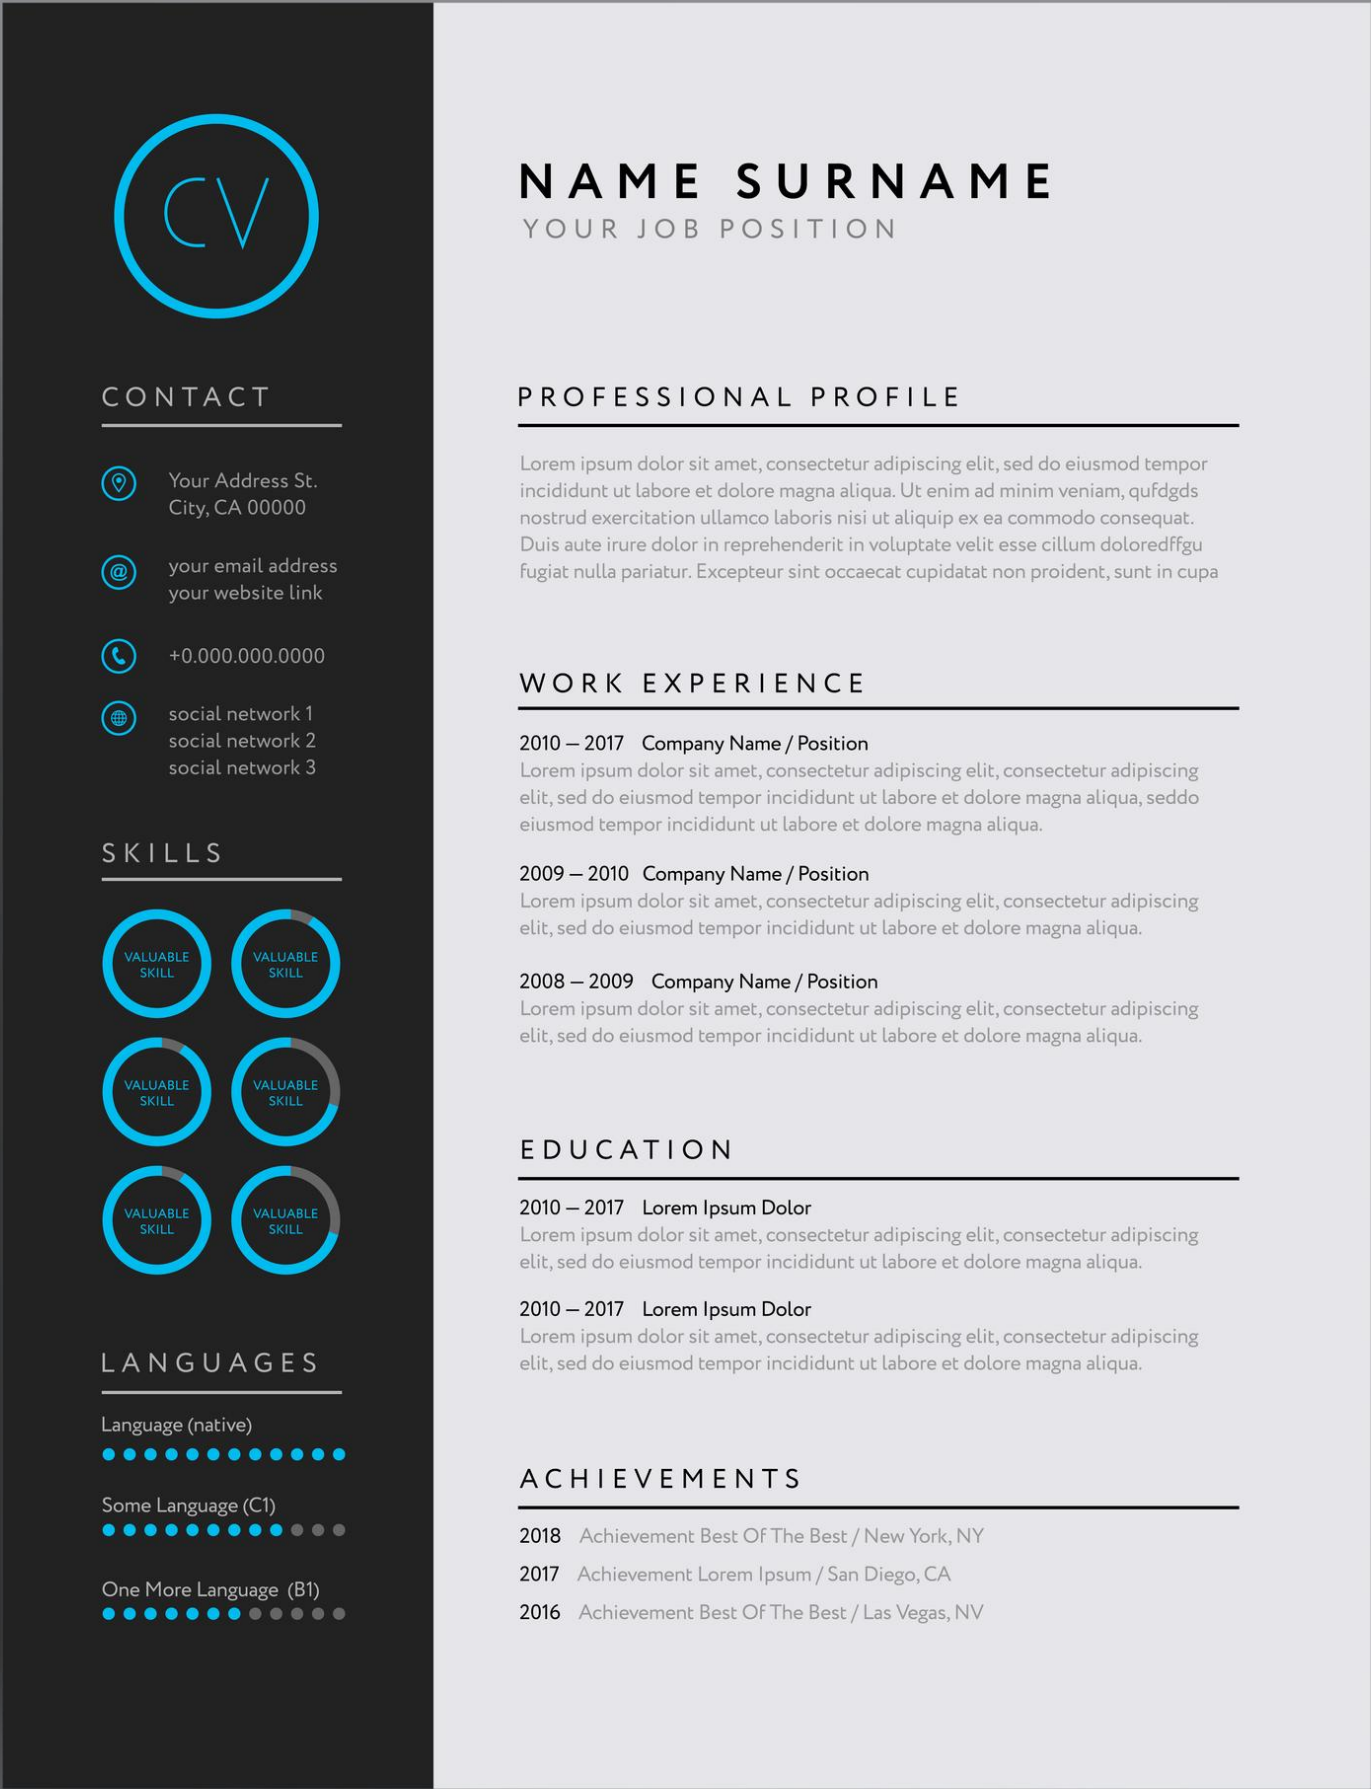 CV
CONTACT
Your Address St.
City, CA 00000
your email address
your website link
+0.000.000.0000
social network 1
social network 2
social network 3
SKILLS
VALUABLE
SKILL
VALUABLE
SKILL
VALUABLE
SKILL
VALUABLE
SKILL
VALUABLE
SKILL
VALUABLE
SKILL
LANGUAGES
Language (native)
Some Language (C1)
One More Language (B1)
NAME SURNAME
YOUR JOB POSITION
PROFESSIONAL PROFILE
Lorem ipsum dolor sit amet, consectetur adipiscing elit, sed do eiusmod tempor
incididunt ut labore et dolore magna aliqua. Ut enim ad minim veniam, qufdgds
nostrud exercitation ullamco laboris nisi ut aliquip ex ea commodo consequat.
Duis aute irure dolor in reprehenderit in voluptate velit esse cillum doloredffgu
fugiat nulla pariatur. Excepteur sint occaecat cupidatat non proident, sunt in cupa
WORK EXPERIENCE
2010 – 2017 Company Name / Position
Lorem ipsum dolor sit amet, consectetur adipiscing elit, consectetur adipiscing
elit, sed do eiusmod tempor incididunt ut labore et dolore magna aliqua, seddo
eiusmod tempor incididunt ut labore et dolore magna aliqua.
2009 – 2010 Company Name / Position
Lorem ipsum dolor sit amet, consectetur adipiscing elit, consectetur adipiscing
elit, sed do eiusmod tempor incididunt ut labore et dolore magna aliqua.
2008 – 2009 Company Name / Position
Lorem ipsum dolor sit amet, consectetur adipiscing elit, consectetur adipiscing
elit, sed do eiusmod tempor incididunt ut labore et dolore magna aliqua.
EDUCATION
2010 – 2017 Lorem Ipsum Dolor
Lorem ipsum dolor sit amet, consectetur adipiscing elit, consectetur adipiscing
elit, sed do eiusmod tempor incididunt ut labore et dolore magna aliqua.
2010 – 2017 Lorem Ipsum Dolor
Lorem ipsum dolor sit amet, consectetur adipiscing elit, consectetur adipiscing
elit, sed do eiusmod tempor incididunt ut labore et dolore magna aliqua.
ACHIEVEMENTS
2018 Achievement Best Of The Best / New York, NY
2017 Achievement Lorem Ipsum / San Diego, CA
2016 Achievement Best Of The Best / Las Vegas, NV